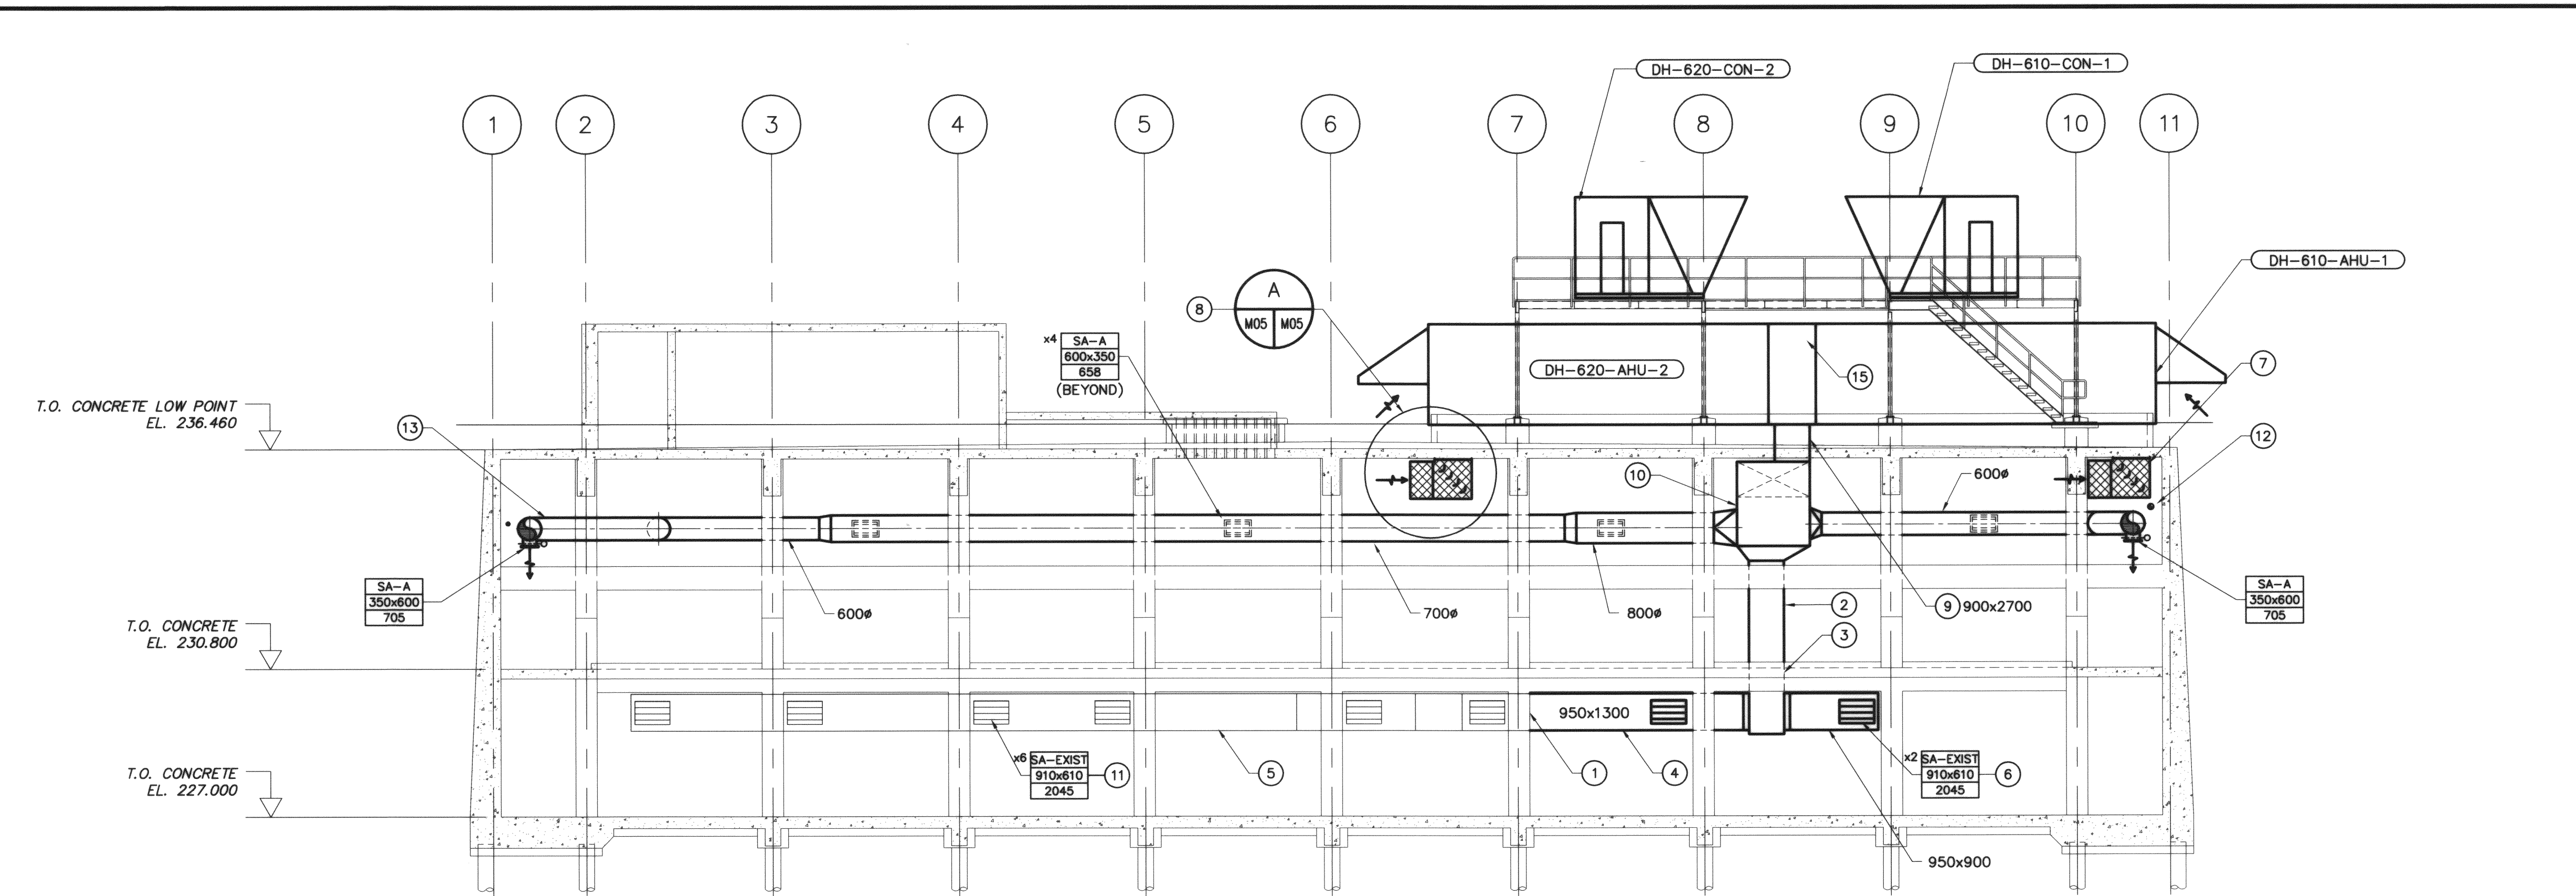 DH-620-CON-2
DH-610-CON-1
1
2
3
4
5
6
7
8
9
10
11
DH-610-AHU-1
A
8
M05
M05
x4
SA-A
600x350
658
(BEYOND)
DH-620-AHU-2
15
7
T.O. CONCRETE LOW POINT
EL. 236.460
13
12
10
600ø
SA-A
350x600
705
600ø
700ø
800ø
2
9
900x2700
SA-A
350x600
705
T.O. CONCRETE
EL. 230.800
3
950x1300
x6
SA-EXIST
910x610
2045
11
5
1
4
x2
SA-EXIST
910x610
2045
6
T.O. CONCRETE
EL. 227.000
950x900